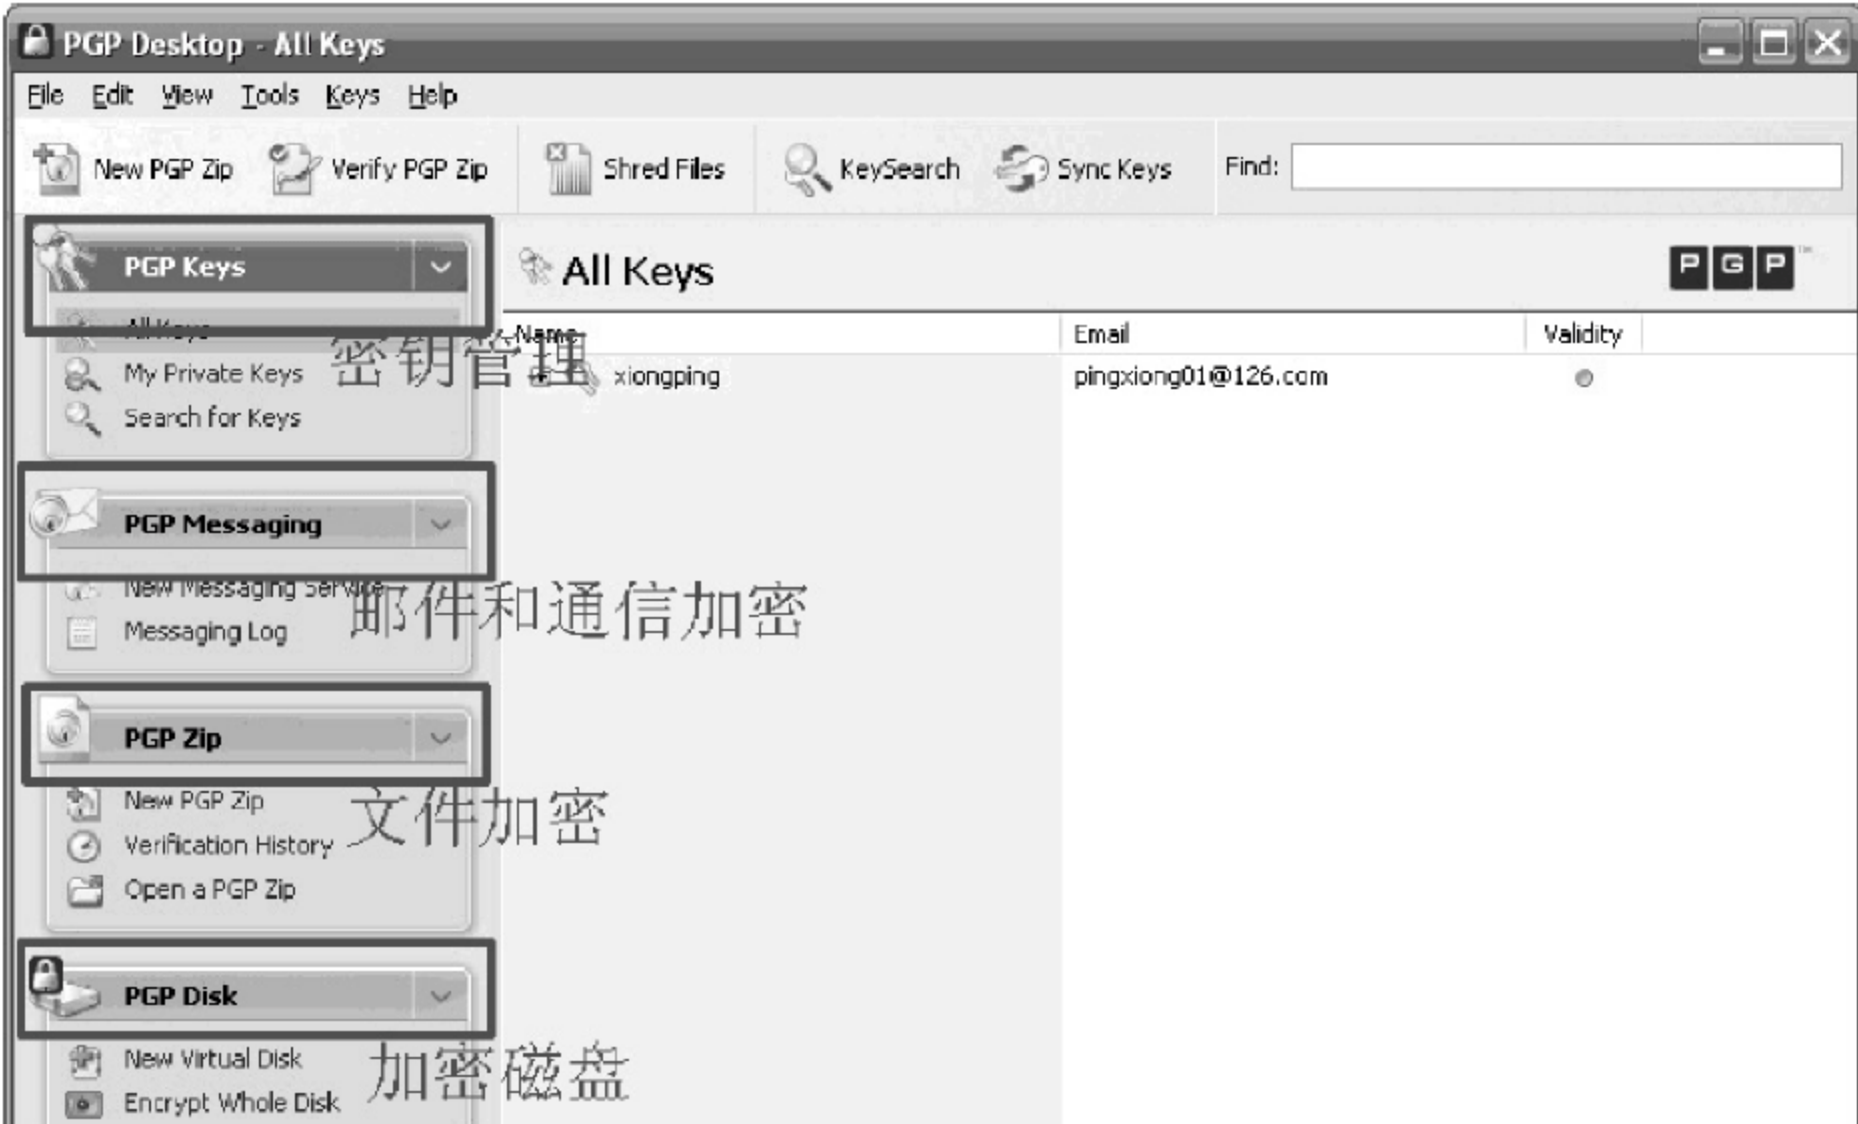 PGP Desktop - All Keys
File Edit View Tools Keys Help
New PGP Zip Verify PGP Zip Shred Files KeySearch Sync Keys Find:
PGP Keys
All Keys
PGP
All Keys
Name Email Validity
密钥管理
My Private Keys
xiongping pingxiong01@126.com
Search for Keys
PGP Messaging
New Messaging Service
邮件和通信加密
Messaging Log
PGP Zip
New PGP Zip
文件加密
Verification History
Open a PGP Zip
PGP Disk
New Virtual Disk
加密磁盘
Encrypt Whole Disk